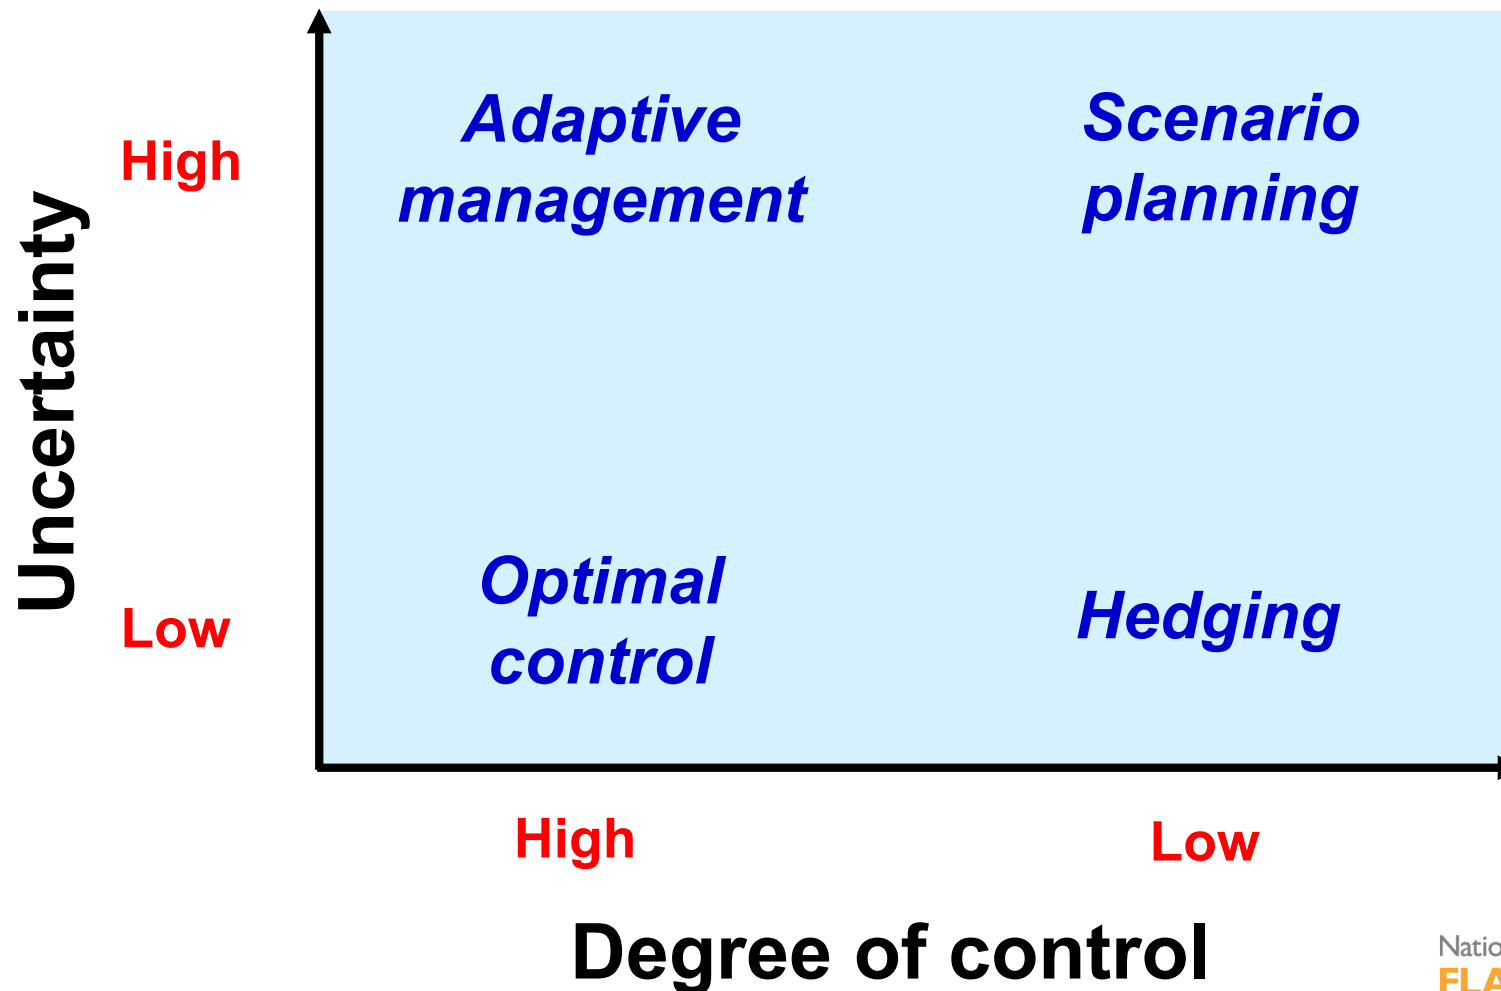 Uncertainty
High
Adaptive
management
Scenario
planning
Low
Optimal
control
Hedging
High
Low
Degree of control